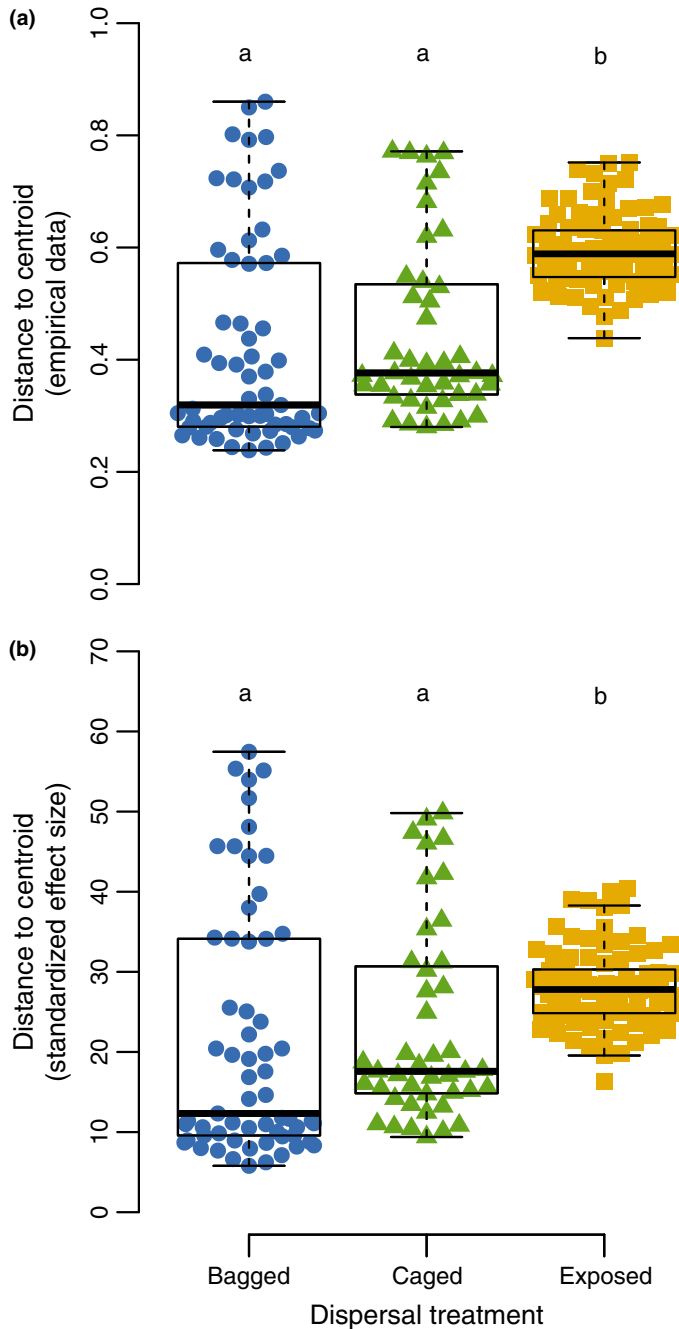 (a)
Distance to centroid
(empirical data)
1.0
0.8
0.6
0.4
0.2
0.0
a a b
(b)
Distance to centroid
(standardized effect size)
70
60
50
40
30
20
10
0
a a b
Bagged Caged Exposed
Dispersal treatment